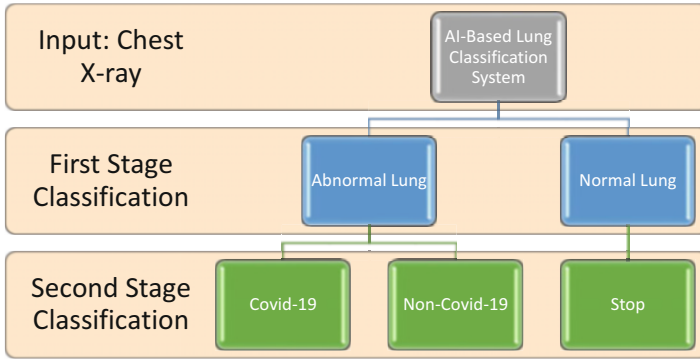 Input: Chest
X-ray
AI-Based Lung
Classification
System
First Stage
Classification
Abnormal Lung
Normal Lung
Second Stage
Classification
Covid-19
Non-Covid-19
Stop